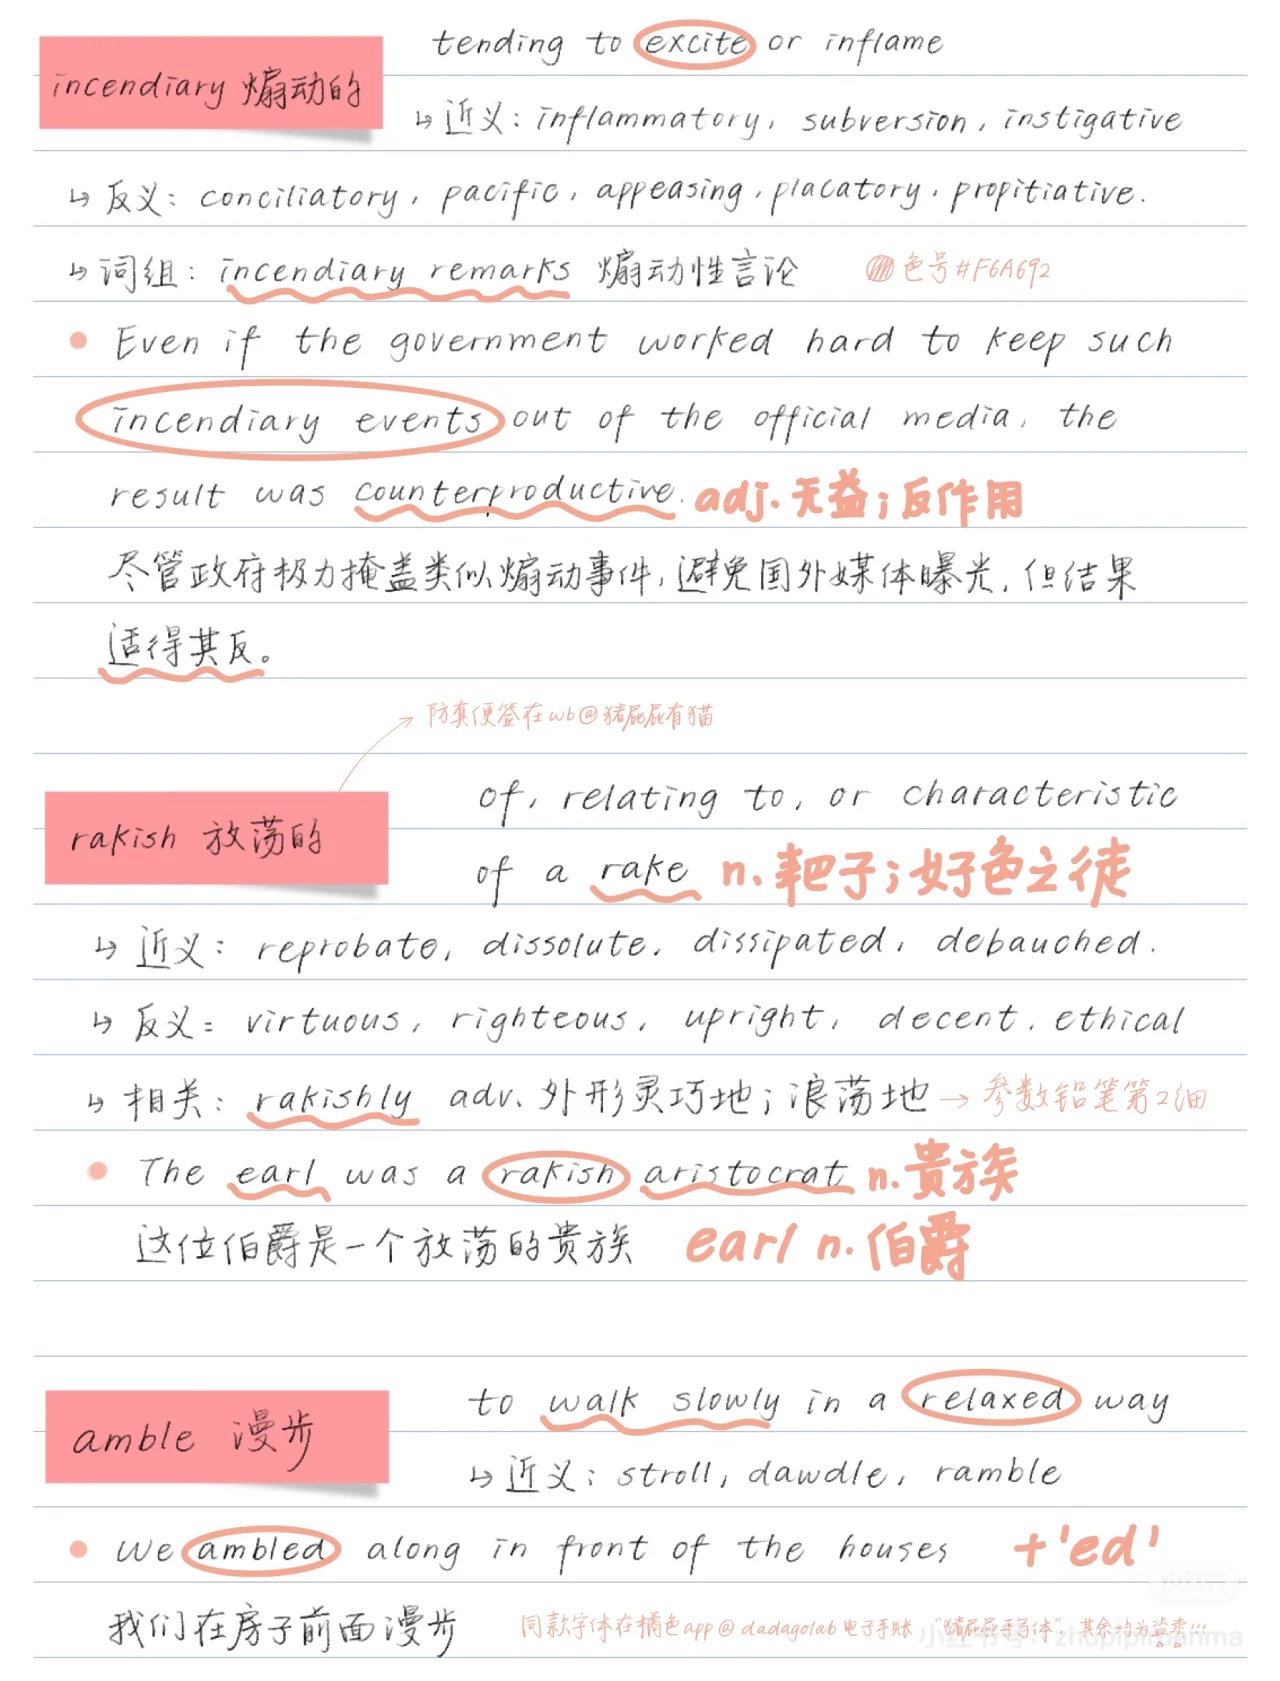 incendiary 煽动的
tending to excite or inflame
↳ 近义: inflammatory, subversion, instigative
↳ 反义: conciliatory, pacific, appeasing, placatory, propitiative.
↳ 词组: incendiary remarks 煽动性言论 色号#F6A692
Even if the government worked hard to keep such
incendiary events out of the official media, the
result was counterproductive. adj. 无益;反作用
尽管政府极力掩盖类似煽动事件,避免国外媒体曝光,但结果
适得其反。
防真便签在wb@猪屁屁有猫
rakish 放荡的
of, relating to, or characteristic
of a rake n. 耙子;好色之徒
↳ 近义: reprobate, dissolute, dissipated, debauched.
↳ 反义: virtuous, righteous, upright, decent, ethical
↳ 相关: rakishly adv. 外形灵巧地;浪荡地 → 参数铅笔第2细
The earl was a rakish aristocrat n. 贵族
这位伯爵是一个放荡的贵族 earl n. 伯爵
amble 漫步
to walk slowly in a relaxed way
↳ 近义: stroll, dawdle, ramble
We ambled along in front of the houses +'ed'
小红书
我们在房子前面漫步
同款字体在橘色app@dadagolab电子手账 "猪屁屁手写体", 其余均为盗卖!!!
小红书号: